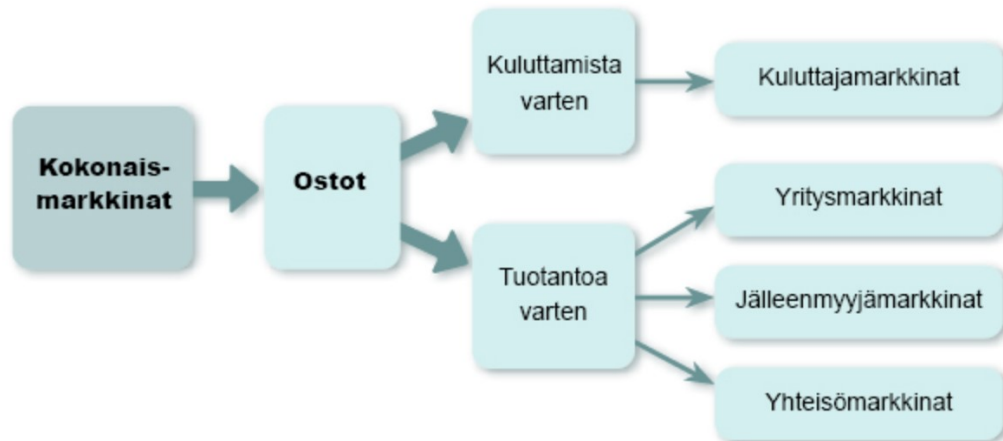 Kokonais-
markkinat
Ostot
Kuluttamista
varten
Tuotantoa
varten
Kuluttajamarkkinat
Yritysmarkkinat
Jälleenmyyjämarkkinat
Yhteisömarkkinat